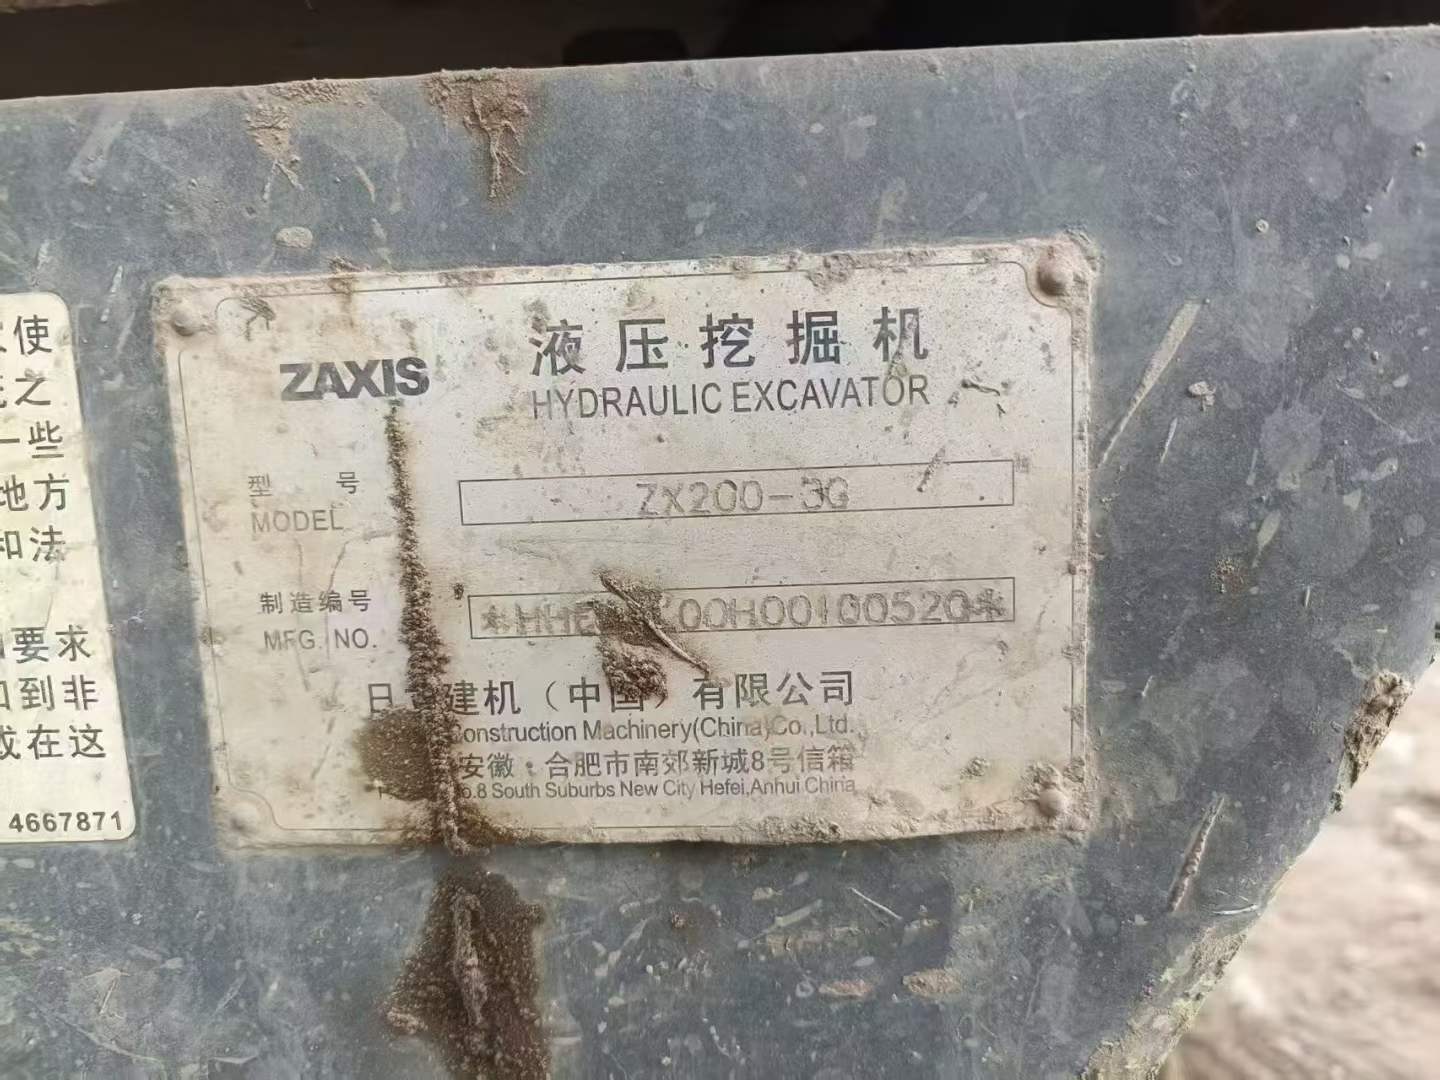 使
之
一些
地方
和法
要求
到非
或在这
4667871
ZAXIS
液压挖掘机
HYDRAULIC EXCAVATOR
型 号
MODEL
ZX200-3G
制造编号
MFG. NO.
00H00100520*
日 建机（中国）有限公司
Construction Machinery(China)Co.,Ltd.
安徽·合肥市南郊新城8号信箱
.8 South Suburbs New City Hefei,Anhui China